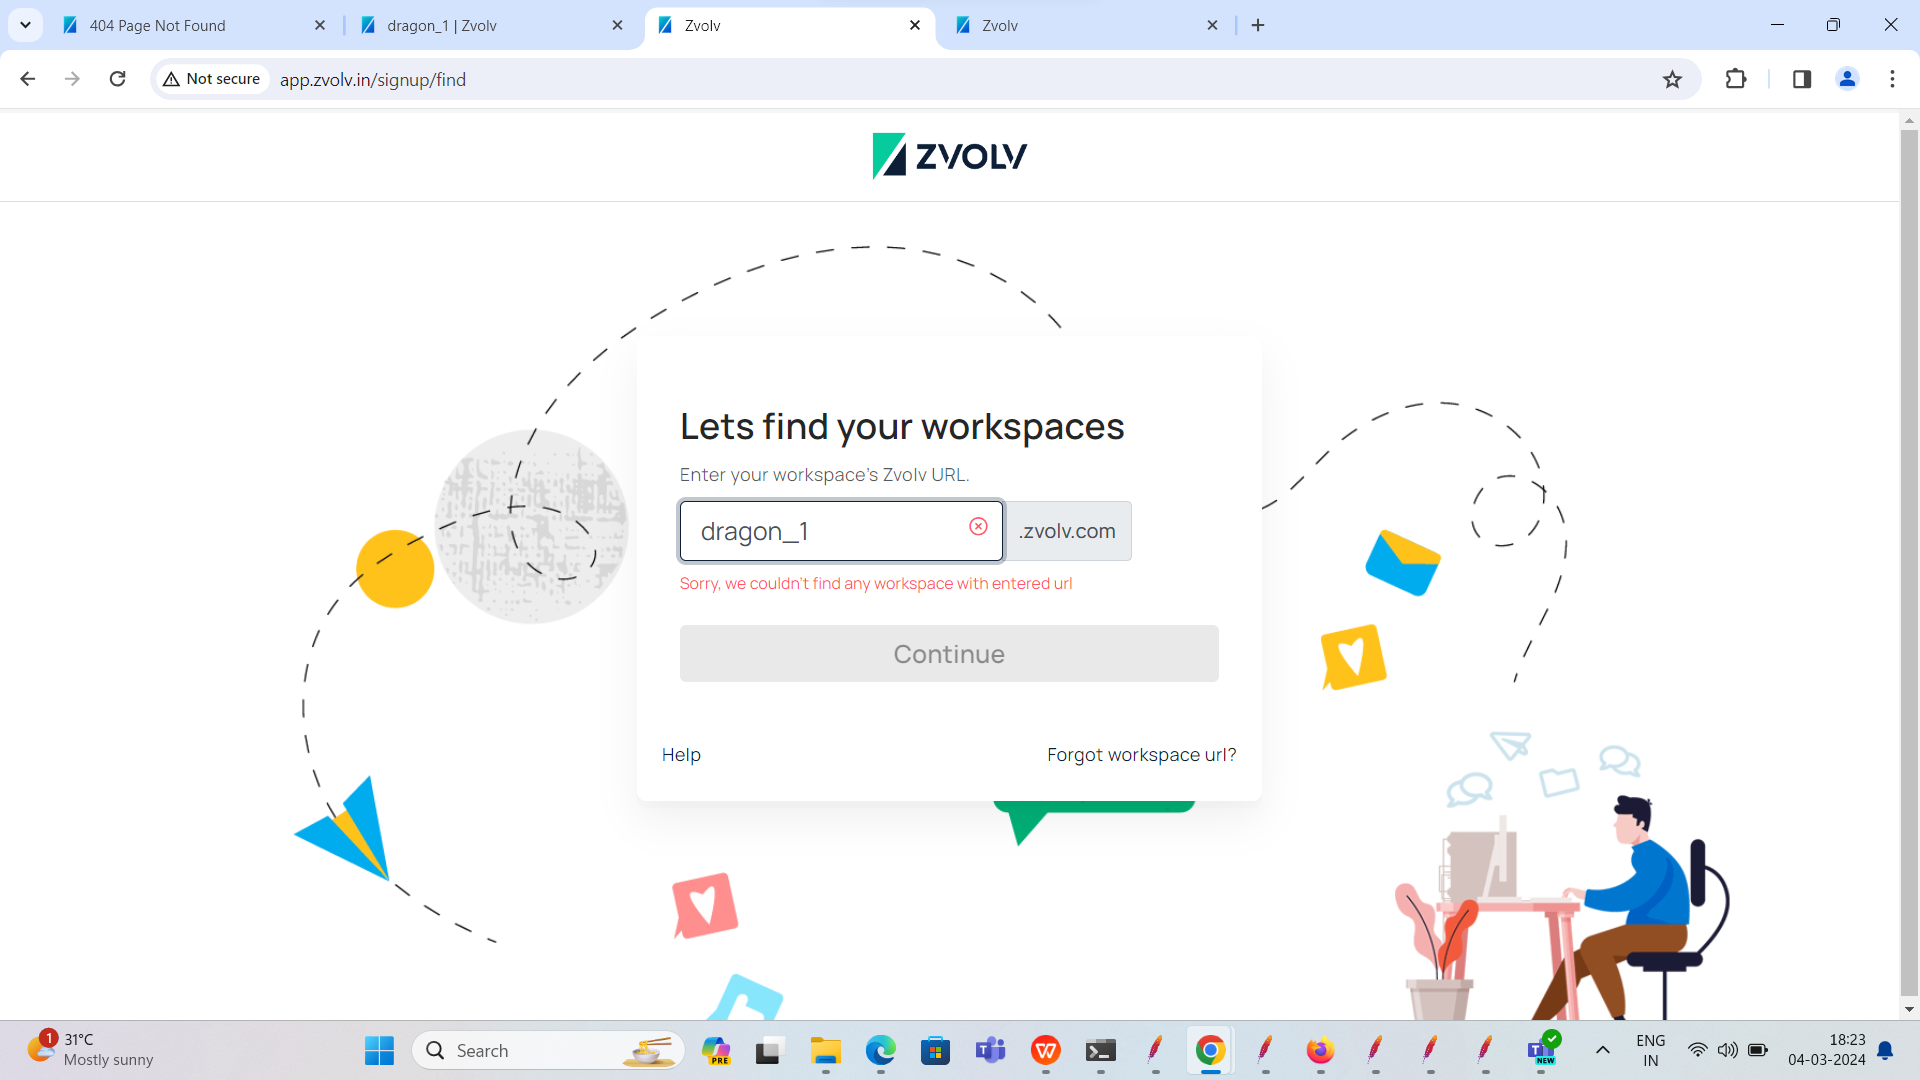 404 Page Not Found
dragon_1 | Zvolv
Zvolv
Zvolv
Not secure
app.zvolv.in/signup/find
ZVOLV
Lets find your workspaces
Enter your workspace's Zvolv URL.
dragon_1
.zvolv.com
Sorry, we couldn't find any workspace with entered url
Continue
Help
Forgot workspace url?
1
31°C
Mostly sunny
Search
PRE
NEW
ENG
IN
18:23
04-03-2024